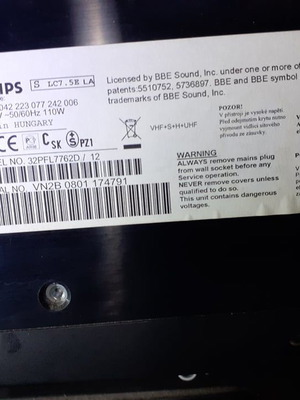 IPS S LC7.5E LA
042 223 077 242 006
V ~50/60Hz 110W
in HUNGARY
CE C SK S PZ1
EL NO. 32PFL7762D / 12
AL NO. VN2B 0801 174791
Licensed by BBE Sound, Inc. under one or more of
patents:5510752, 5736897. BBE and BBE symbol
trademarks of BBE Sound, Inc.
VHF+S+H+UHF
POZOR!
V přístroji je vysoké napětí.
Před odejmutím krytu nutno
vyjmout vidlici síťového
přívodu ze zásuvky.
WARNING
ALWAYS remove mains plug
from wall socket before any
Service operation.
NEVER remove covers unless
qualified to do so.
This unit contains dangerous
voltages.